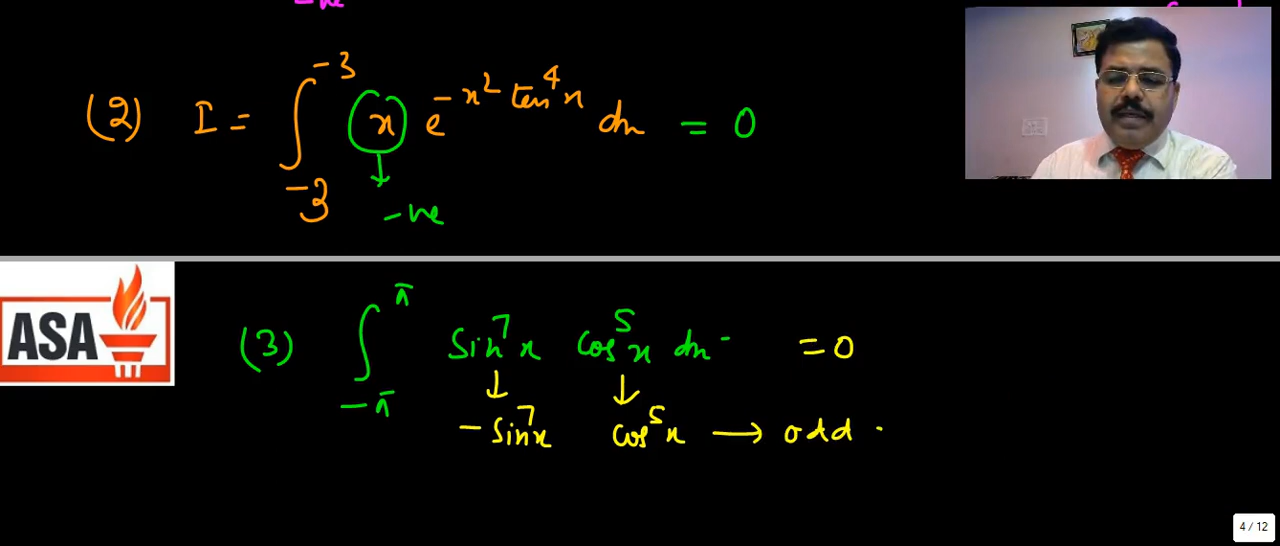 -ve
(2) I = ∫_{-3}^{-3} x e^{-x² tan⁴x} dx = 0
↓
-ve
ASA
(3) ∫_{-π}^{π} Sin⁷x cos⁵x dx = 0
↓ ↓
-Sin⁷x cos⁵x → odd.
4 / 12